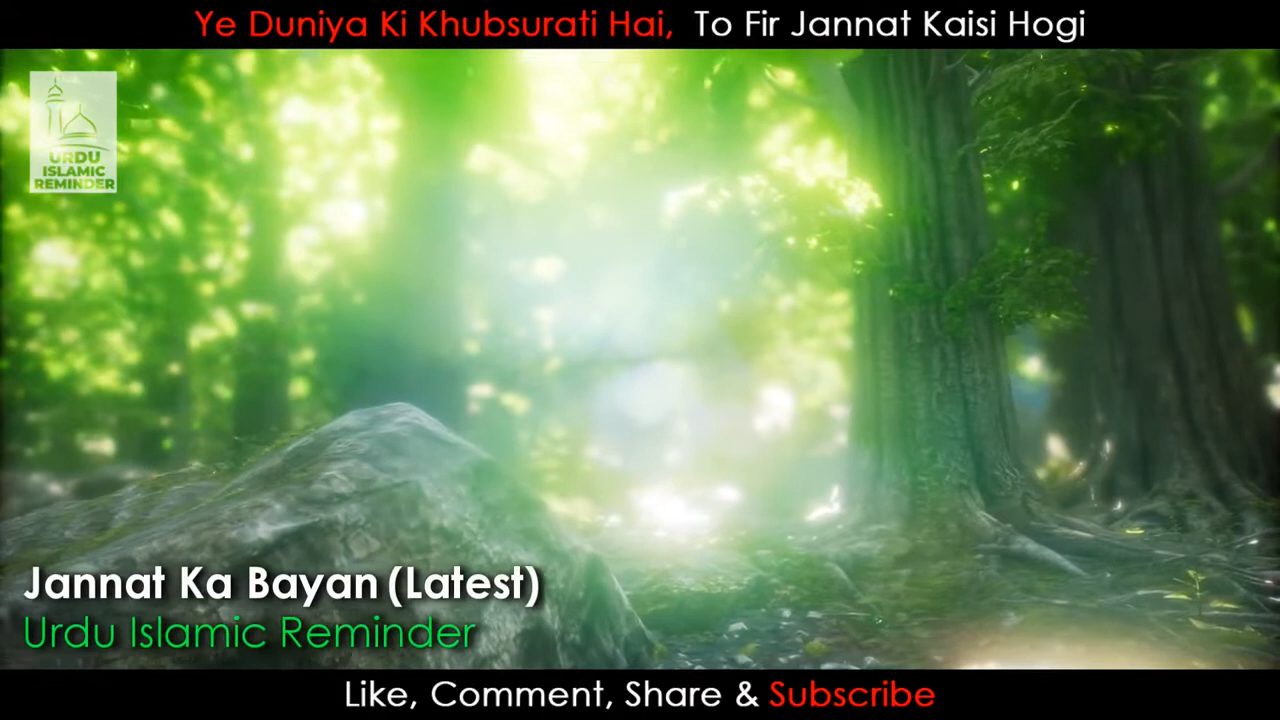 Ye Duniya Ki Khubsurati Hai, To Fir Jannat Kaisi Hogi
URDU
ISLAMIC
REMINDER
Jannat Ka Bayan (Latest)
Urdu Islamic Reminder
Like, Comment, Share & Subscribe